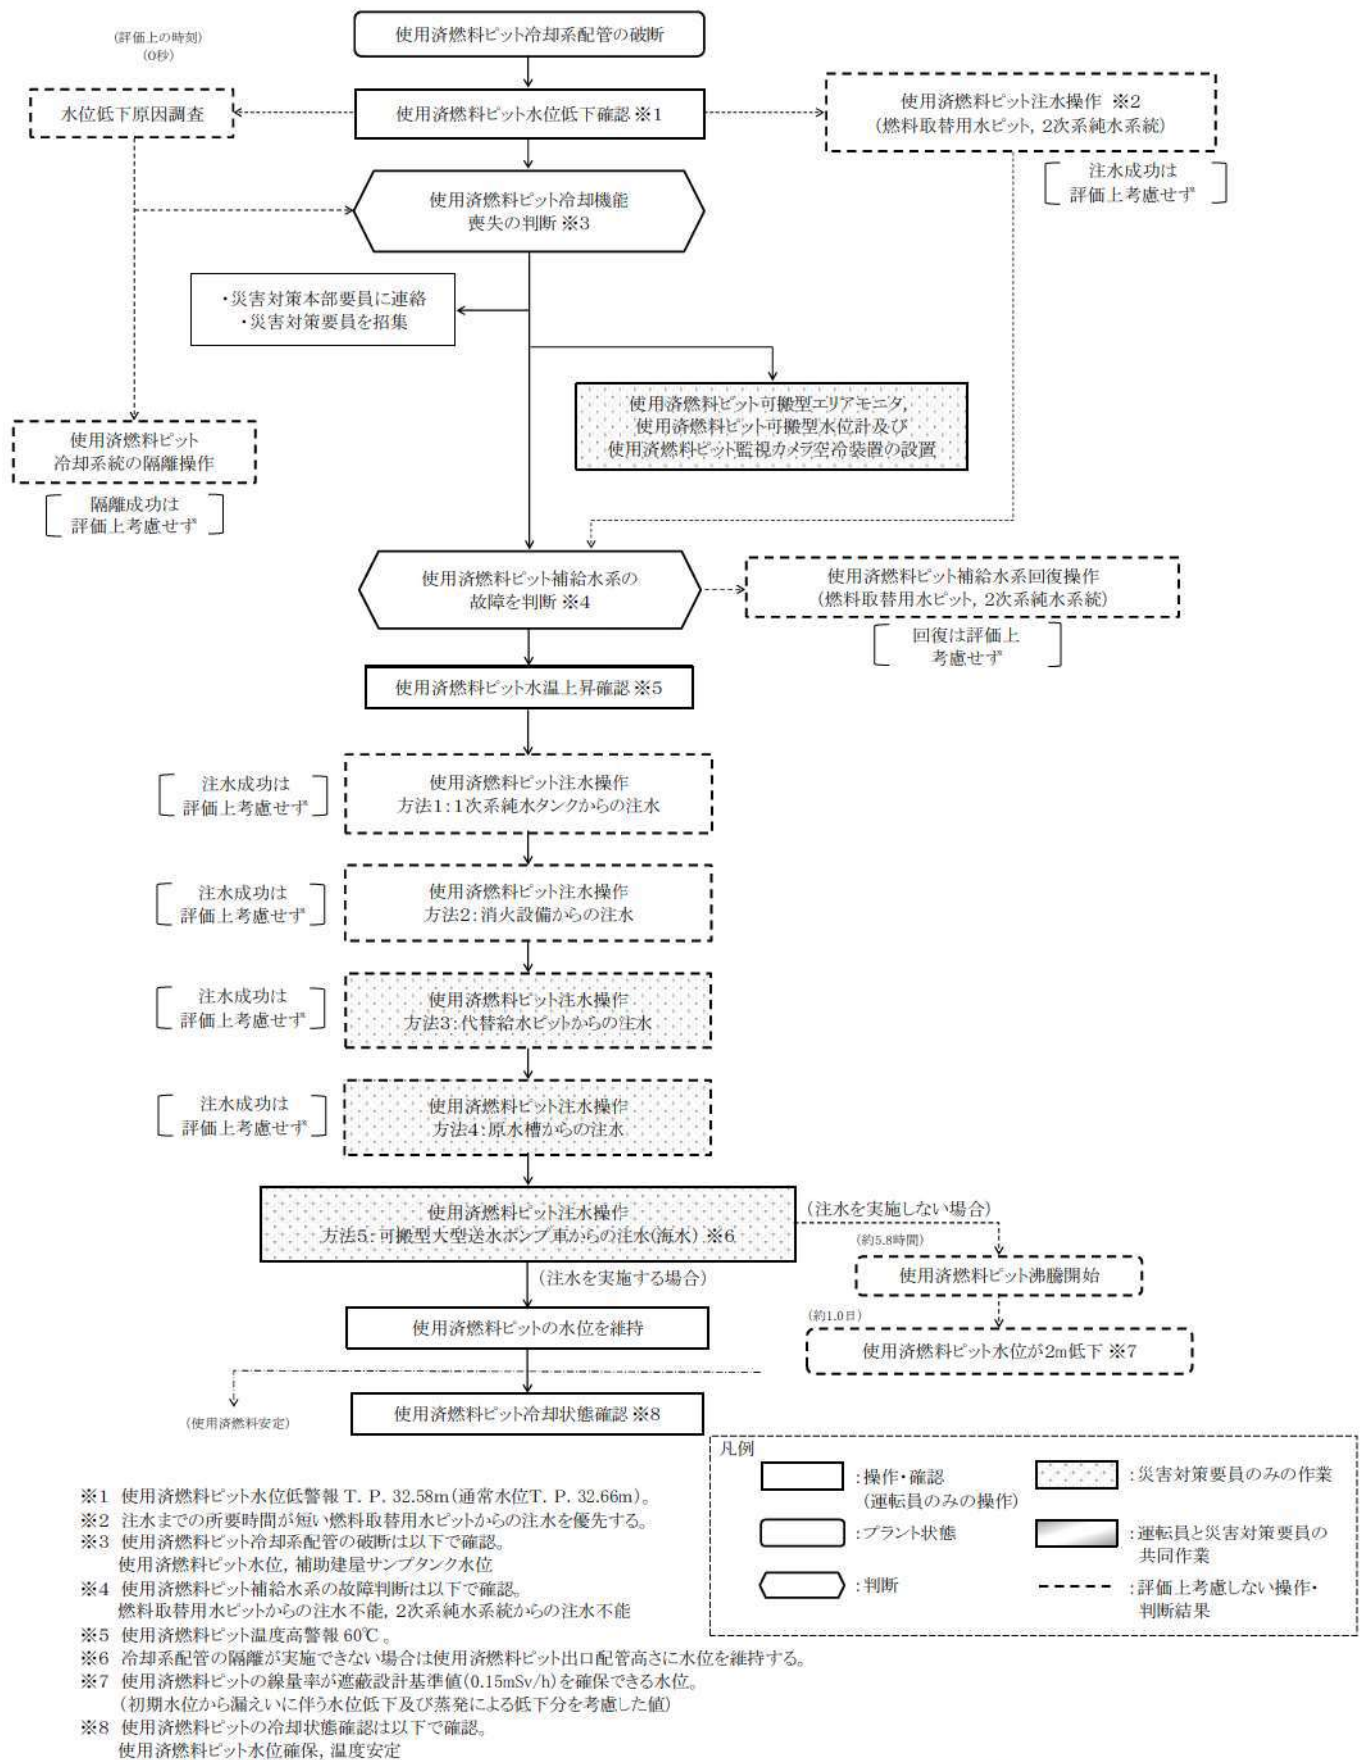 使用済燃料ピット冷却系配管の破断
(評価上の時刻)
(0秒)
水位低下原因調査
使用済燃料ピット水位低下確認 ※1
使用済燃料ピット注水操作 ※2
(燃料取替用水ピット, 2次系純水系統)
注水成功は
評価上考慮せず
使用済燃料ピット冷却機能
喪失の判断 ※3
・災害対策本部要員に連絡
・災害対策要員を招集
使用済燃料ピット可搬型エリアモニタ,
使用済燃料ピット可搬型水位計及び
使用済燃料ピット監視カメラ空冷装置の設置
使用済燃料ピット
冷却系統の隔離操作
隔離成功は
評価上考慮せず
使用済燃料ピット補給水系の
故障を判断 ※4
使用済燃料ピット補給水系回復操作
(燃料取替用水ピット, 2次系純水系統)
回復は評価上
考慮せず
使用済燃料ピット水温上昇確認 ※5
注水成功は
評価上考慮せず
使用済燃料ピット注水操作
方法1:1次系純水タンクからの注水
注水成功は
評価上考慮せず
使用済燃料ピット注水操作
方法2:消火設備からの注水
注水成功は
評価上考慮せず
使用済燃料ピット注水操作
方法3:代替給水ピットからの注水
注水成功は
評価上考慮せず
使用済燃料ピット注水操作
方法4:原水槽からの注水
使用済燃料ピット注水操作
方法5:可搬型大型送水ポンプ車からの注水(海水) ※6
(注水を実施しない場合)
(約5.8時間)
使用済燃料ピット沸騰開始
(注水を実施する場合)
(約1.0日)
使用済燃料ピットの水位を維持
使用済燃料ピット水位が2m低下 ※7
(使用済燃料安定)
使用済燃料ピット冷却状態確認 ※8
凡例
:操作・確認
(運転員のみの操作)
:災害対策要員のみの作業
:プラント状態
:運転員と災害対策要員の
共同作業
:判断
:評価上考慮しない操作・
判断結果
※1 使用済燃料ピット水位低警報 T. P. 32.58m(通常水位T. P. 32.66m)。
※2 注水までの所要時間が短い燃料取替用水ピットからの注水を優先する。
※3 使用済燃料ピット冷却系配管の破断は以下で確認。
使用済燃料ピット水位, 補助建屋サンプタンク水位
※4 使用済燃料ピット補給水系の故障判断は以下で確認。
燃料取替用水ピットからの注水不能, 2次系純水系統からの注水不能
※5 使用済燃料ピット温度高警報 60℃。
※6 冷却系配管の隔離が実施できない場合は使用済燃料ピット出口配管高さに水位を維持する。
※7 使用済燃料ピットの線量率が遮蔽設計基準値(0.15mSv/h)を確保できる水位。
(初期水位から漏えいに伴う水位低下及び蒸発による低下分を考慮した値)
※8 使用済燃料ピットの冷却状態確認は以下で確認。
使用済燃料ピット水位確保, 温度安定